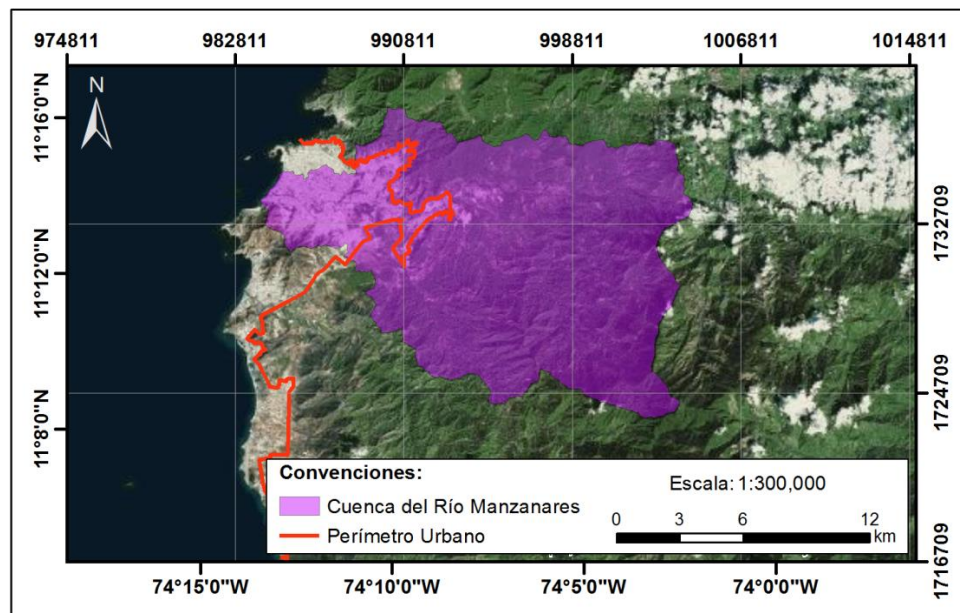 974811 982811 990811 998811 1006811 1014811
N
11°16'0"N
1732709
11°12'0"N
1724709
11°8'0"N
Convenciones:
Cuenca del Río Manzanares
Perímetro Urbano
Escala: 1:300,000
0 3 6 12
km
1716709
74°15'0"W 74°10'0"W 74°5'0"W 74°0'0"W